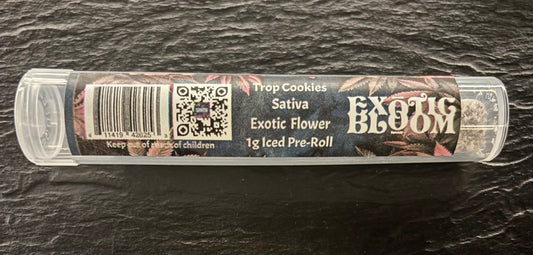 Trop Cookies
Sativa
Exotic Flower
1g Iced Pre-Roll
EXOTIC
BLOOM
Keep out of reach of children